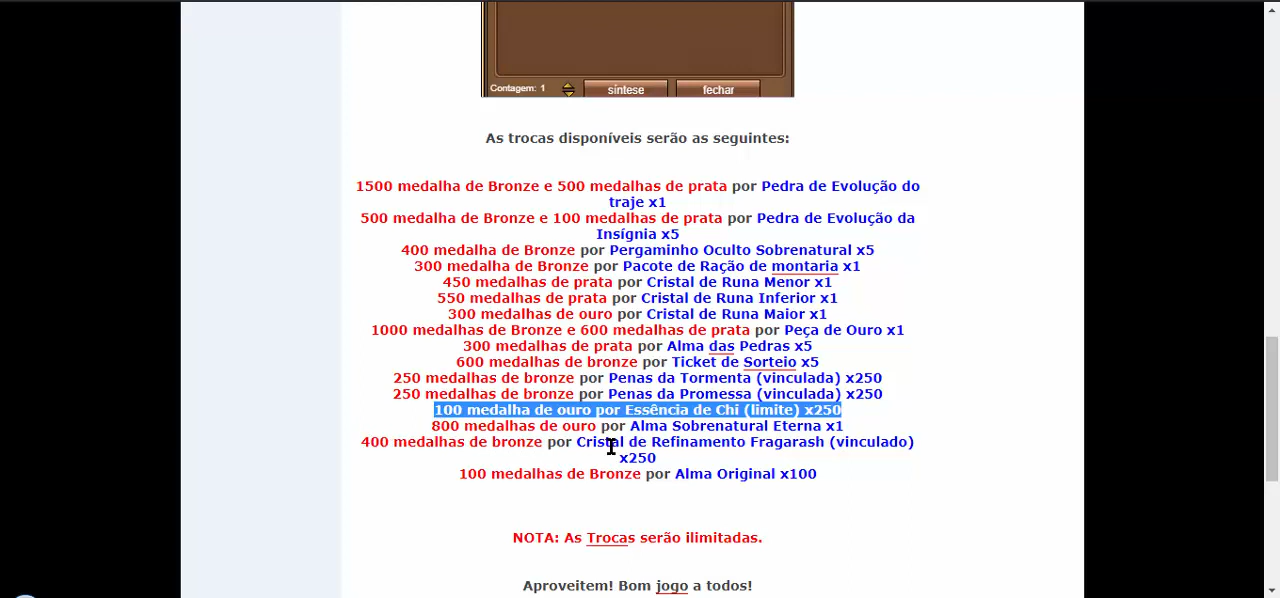 Contagem: 1
síntese
fechar
As trocas disponíveis serão as seguintes:
1500 medalha de Bronze e 500 medalhas de prata por Pedra de Evolução do
traje x1
500 medalha de Bronze e 100 medalhas de prata por Pedra de Evolução da
Insígnia x5
400 medalha de Bronze por Pergaminho Oculto Sobrenatural x5
300 medalha de Bronze por Pacote de Ração de montaria x1
450 medalhas de prata por Cristal de Runa Menor x1
550 medalhas de prata por Cristal de Runa Inferior x1
300 medalhas de ouro por Cristal de Runa Maior x1
1000 medalhas de Bronze e 600 medalhas de prata por Peça de Ouro x1
300 medalhas de prata por Alma das Pedras x5
600 medalhas de bronze por Ticket de Sorteio x5
250 medalhas de bronze por Penas da Tormenta (vinculada) x250
250 medalhas de bronze por Penas da Promessa (vinculada) x250
100 medalha de ouro por Essência de Chi (limite) x250
800 medalhas de ouro por Alma Sobrenatural Eterna x1
400 medalhas de bronze por Cristal de Refinamento Fragarash (vinculado)
x250
100 medalhas de Bronze por Alma Original x100
NOTA: As Trocas serão ilimitadas.
Aproveitem! Bom jogo a todos!